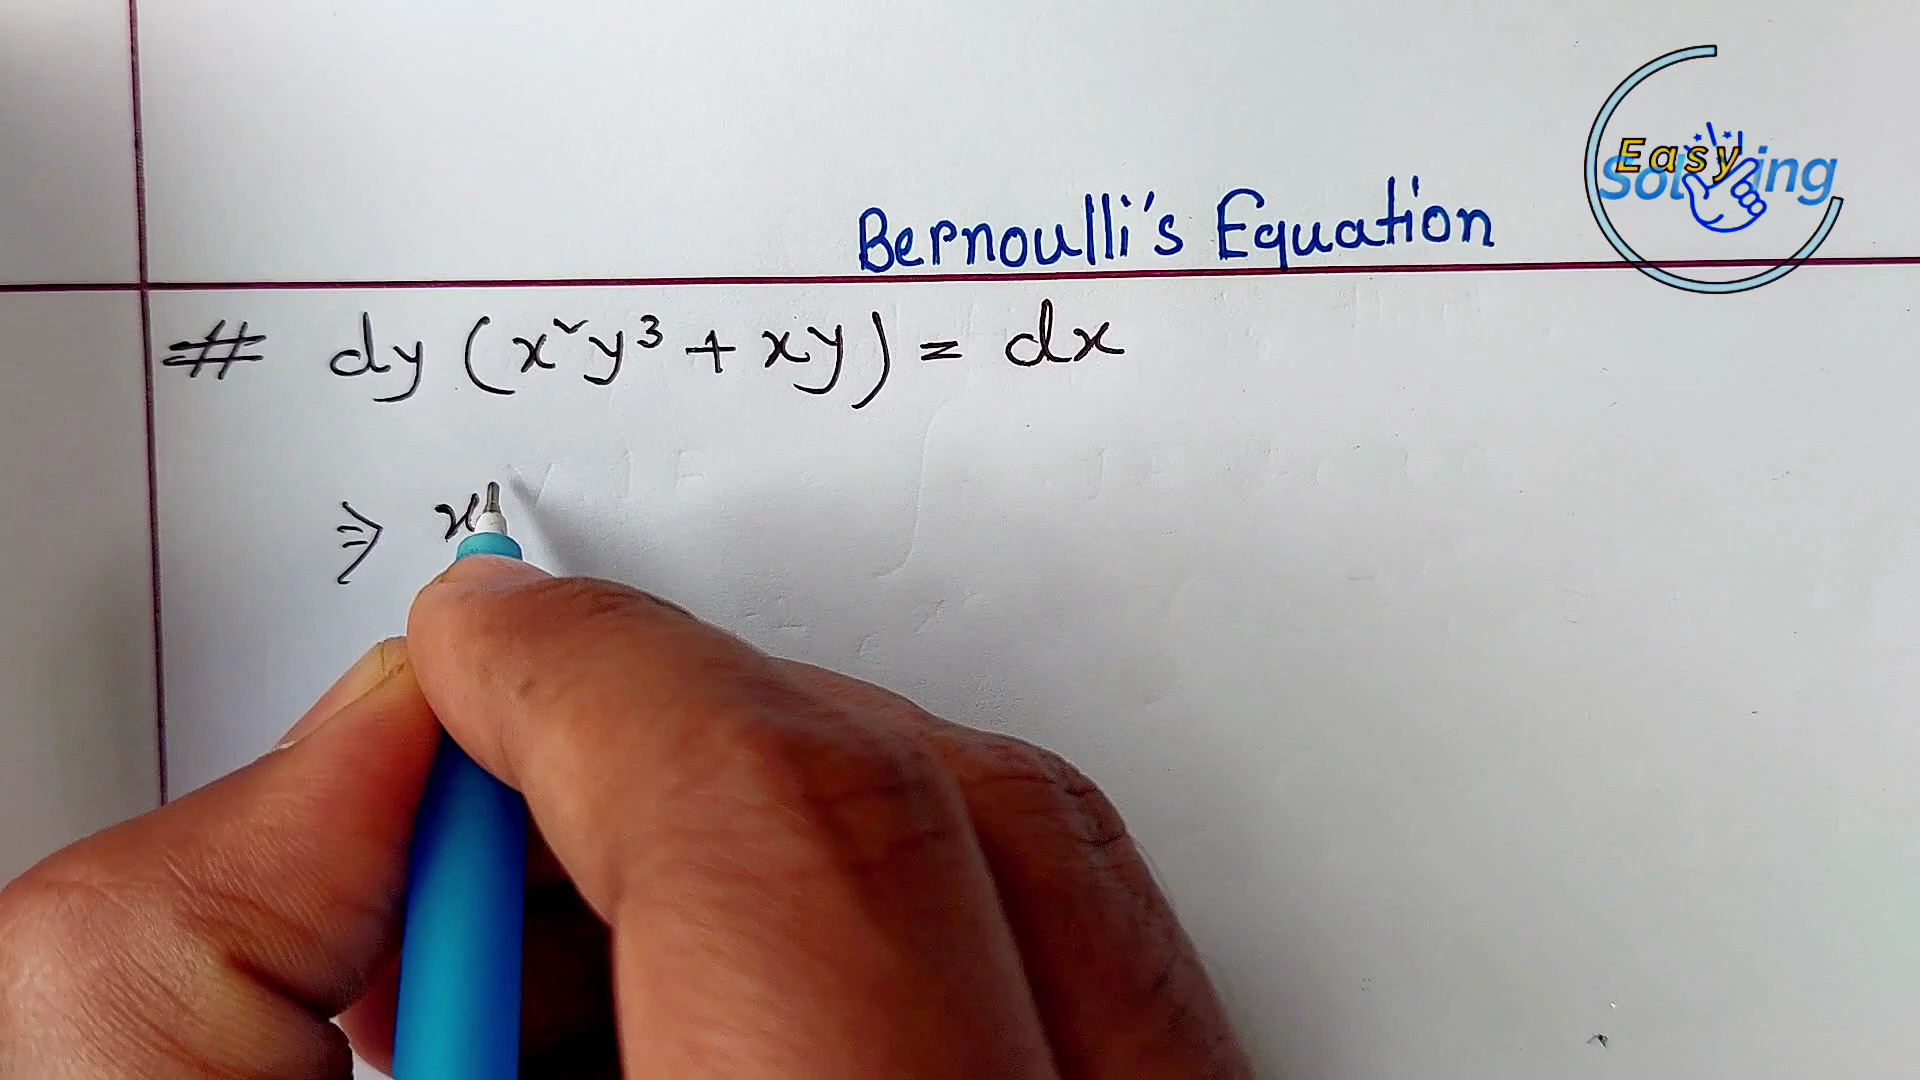 Easy
Solving
Bernoulli's Equation
# dy (x²y³ + xy) = dx
⇒ x